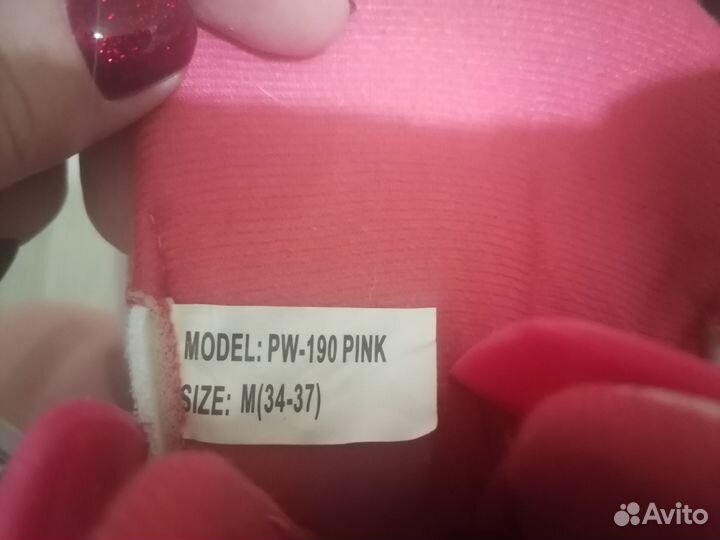 MODEL: PW-190 PINK
SIZE: M(34-37)
Avito